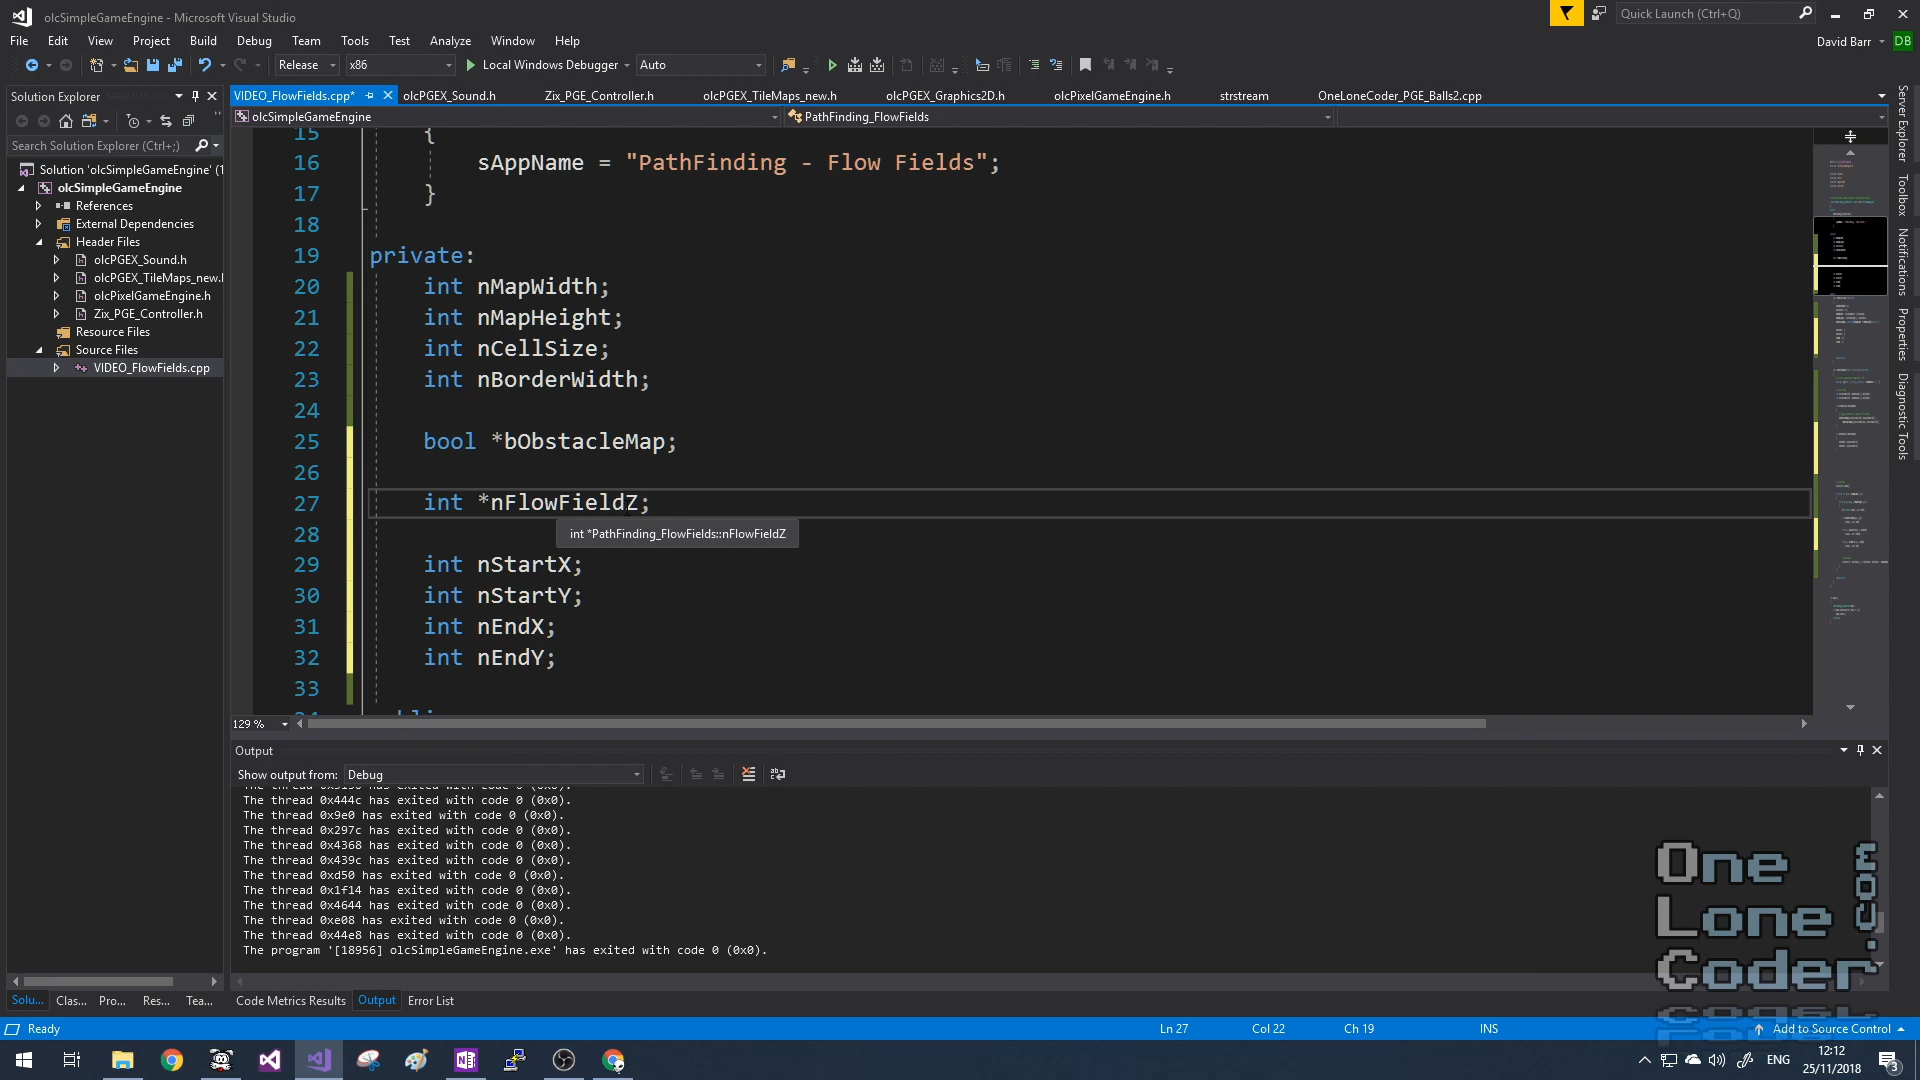 olcSimpleGameEngine - Microsoft Visual Studio
Quick Launch (Ctrl+Q)
File Edit View Project Build Debug Team Tools Test Analyze Window Help
David Barr DB
Release x86 Local Windows Debugger Auto
Solution Explorer
VIDEO_FlowFields.cpp* olcPGEX_Sound.h Zix_PGE_Controller.h olcPGEX_TileMaps_new.h olcPGEX_Graphics2D.h olcPixelGameEngine.h strstream OneLoneCoder_PGE_Balls2.cpp
olcSimpleGameEngine PathFinding_FlowFields
Search Solution Explorer (Ctrl+;)
Solution 'olcSimpleGameEngine' (1
olcSimpleGameEngine
References
External Dependencies
Header Files
olcPGEX_Sound.h
olcPGEX_TileMaps_new.h
olcPixelGameEngine.h
Zix_PGE_Controller.h
Resource Files
Source Files
VIDEO_FlowFields.cpp
15 {
16 sAppName = "PathFinding - Flow Fields";
17 }
18
19 private:
20 int nMapWidth;
21 int nMapHeight;
22 int nCellSize;
23 int nBorderWidth;
24
25 bool *bObstacleMap;
26
27 int *nFlowFieldZ;
int *PathFinding_FlowFields::nFlowFieldZ
28
29 int nStartX;
30 int nStartY;
31 int nEndX;
32 int nEndY;
33
129 %
Server Explorer
Toolbox
Notifications
Properties
Diagnostic Tools
Output
Show output from: Debug
The thread 0x444c has exited with code 0 (0x0).
The thread 0x9e0 has exited with code 0 (0x0).
The thread 0x297c has exited with code 0 (0x0).
The thread 0x4368 has exited with code 0 (0x0).
The thread 0x439c has exited with code 0 (0x0).
The thread 0xd50 has exited with code 0 (0x0).
The thread 0x1f14 has exited with code 0 (0x0).
The thread 0x4644 has exited with code 0 (0x0).
The thread 0xe08 has exited with code 0 (0x0).
The thread 0x44e8 has exited with code 0 (0x0).
The program '[18956] olcSimpleGameEngine.exe' has exited with code 0 (0x0).
One
Lone
Coder
.com
Solu... Clas... Pro... Res... Tea... Code Metrics Results Output Error List
Ready Ln 27 Col 22 Ch 19 INS Add to Source Control
ENG 12:12
25/11/2018 3